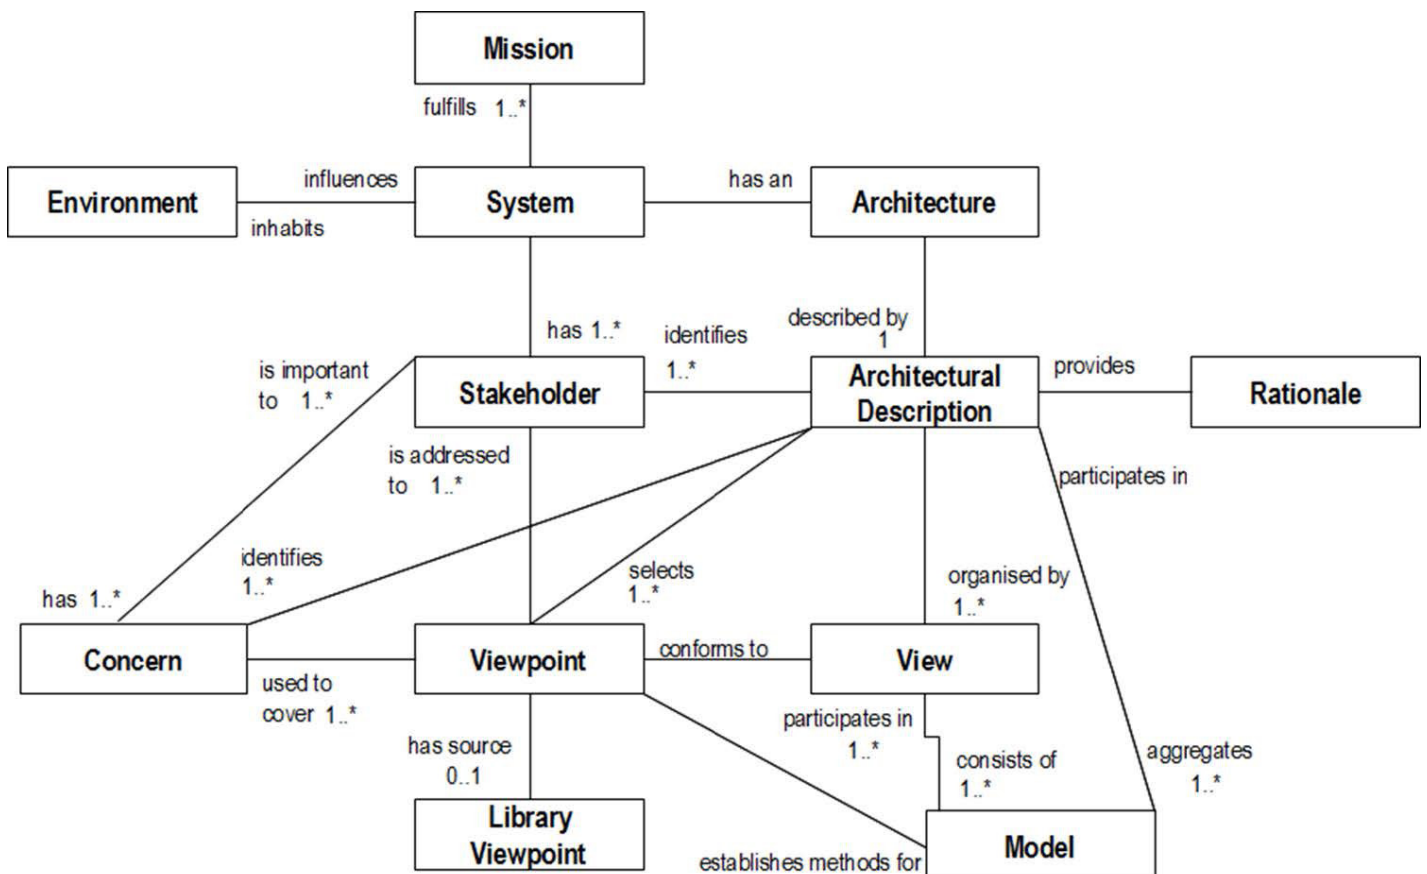 Mission
fulfills 1..*
influences
has an
Environment
System
Architecture
inhabits
has 1..*
identifies
1..*
described by
1
provides
is important
to 1..*
Stakeholder
Architectural
Description
Rationale
is addressed
to 1..*
participates in
identifies
1..*
selects
1..*
organised by
1..*
has 1..*
Concern
Viewpoint
conforms to
View
used to
cover 1..*
participates in
1..*
has source
0..1
consists of
1..*
aggregates
1..*
Library
Viewpoint
establishes methods for
Model